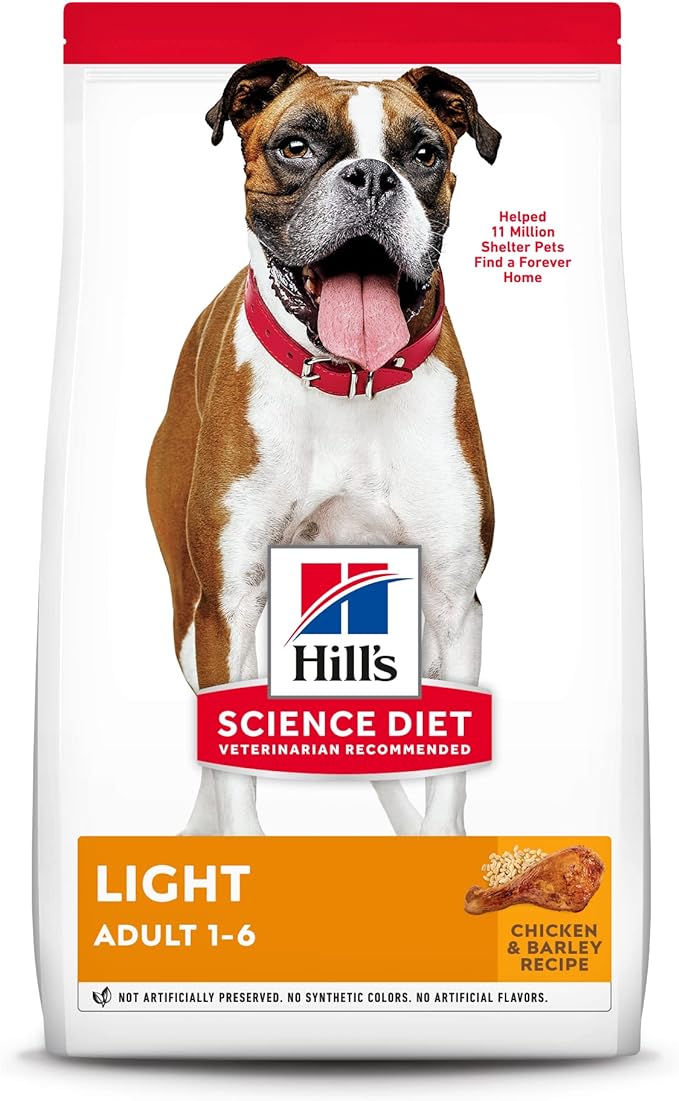 Helped
11 Million
Shelter Pets
Find a Forever
Home
Hill's
SCIENCE DIET
VETERINARIAN RECOMMENDED
LIGHT
ADULT 1-6
CHICKEN
& BARLEY
RECIPE
NOT ARTIFICIALLY PRESERVED. NO SYNTHETIC COLORS. NO ARTIFICIAL FLAVORS.